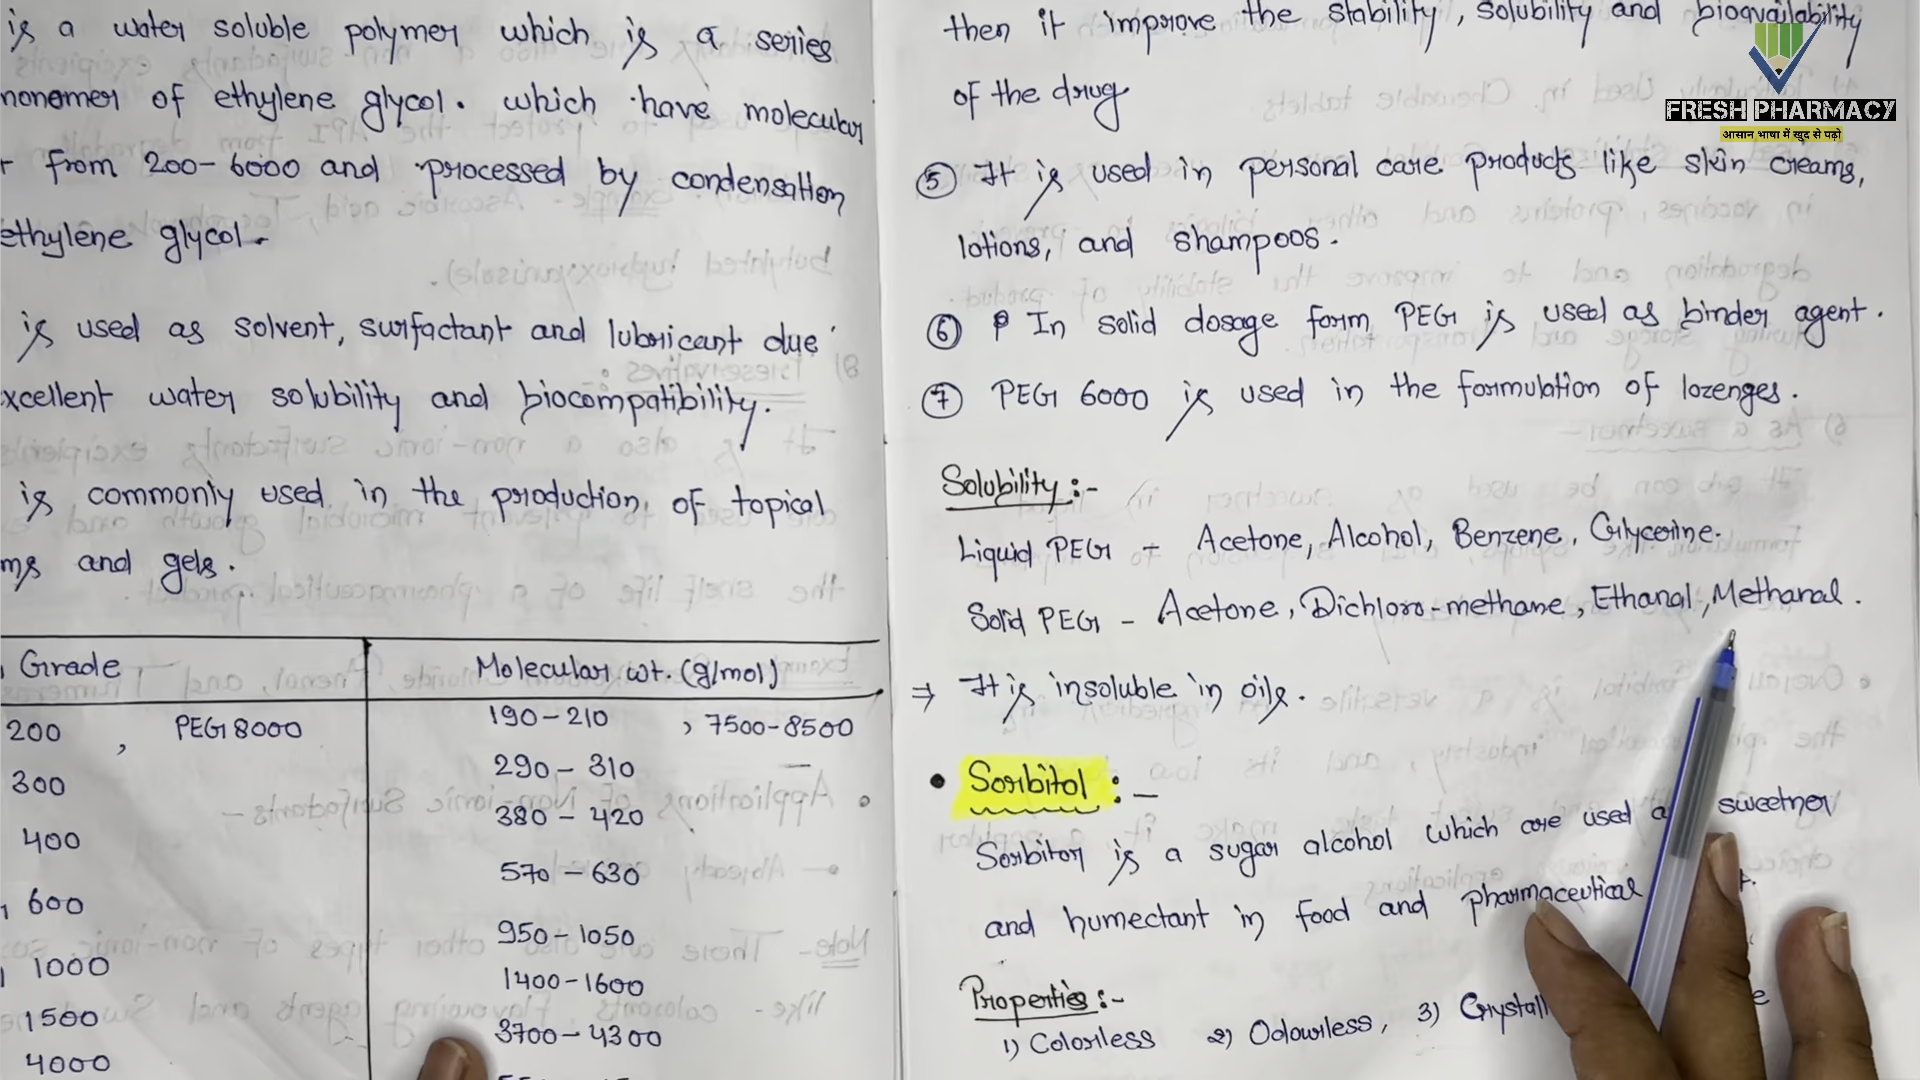 is a water soluble polymer which is a series
monomer of ethylene glycol. which have molecular
from 200-6000 and processed by condensation
ethylene glycol.
is used as solvent, surfactant and lubricant due
xcellent water solubility and biocompatibility.
is commonly used in the production of topical
ms and gels.
Grade Molecular wt. (g/mol)
200 , PEG 8000 190-210 , 7500-8500
300 290-310
400 380-420
600 570-630
1000 950-1050
1500 1400-1600
4000 3700-4300
then it improve the stability, solubility and bioavailability
of the drug
⑤ It is used in personal care products like skin creams,
lotions, and shampoos.
⑥ In solid dosage form PEG is used as binder agent.
⑦ PEG 6000 is used in the formulation of lozenges.
Solubility :-
Liquid PEG - Acetone, Alcohol, Benzene, Glycerine.
Solid PEG - Acetone, Dichloro-methane, Ethanal, Methanal.
⇒ It is insoluble in oils.
• Sorbitol :-
Sorbiton is a sugar alcohol which are used a sweetner
and humectant in food and pharmaceutical
Properties :-
1) Colorless 2) Odourless, 3) Crystall
FRESH PHARMACY
आसान भाषा में खुद से पढ़ो